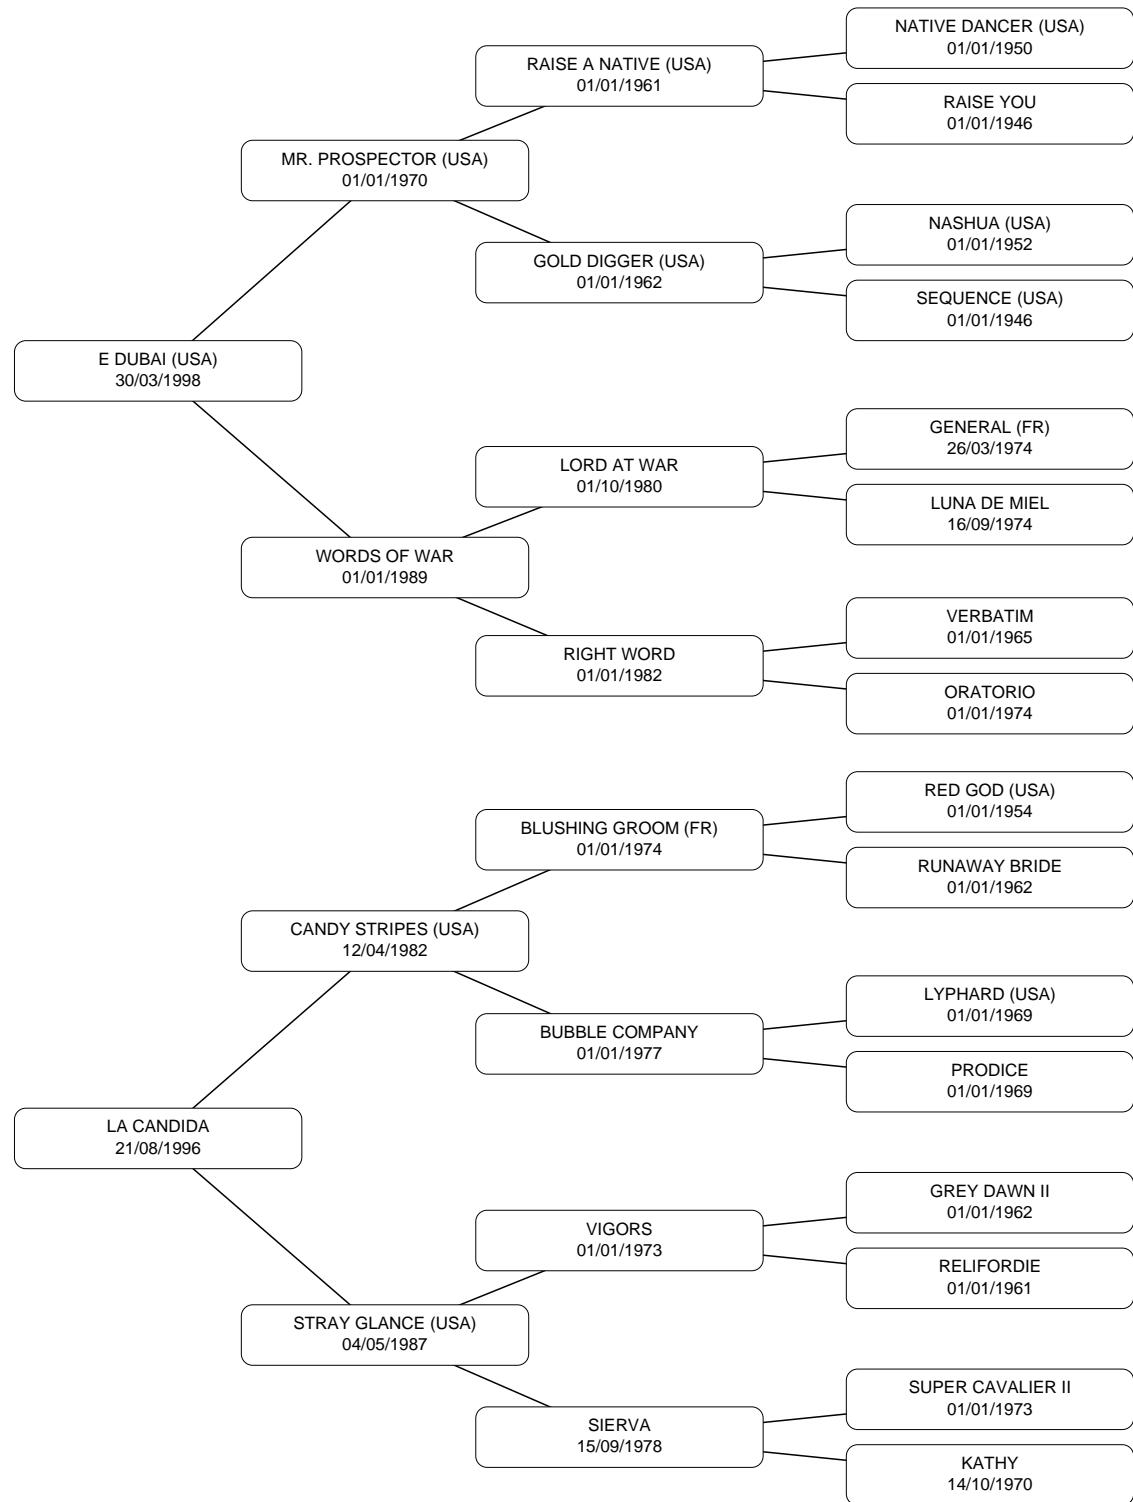 NATIVE DANCER (USA)
01/01/1950
RAISE A NATIVE (USA)
01/01/1961
RAISE YOU
01/01/1946
MR. PROSPECTOR (USA)
01/01/1970
NASHUA (USA)
01/01/1952
GOLD DIGGER (USA)
01/01/1962
SEQUENCE (USA)
01/01/1946
E DUBAI (USA)
30/03/1998
GENERAL (FR)
26/03/1974
LORD AT WAR
01/10/1980
LUNA DE MIEL
16/09/1974
WORDS OF WAR
01/01/1989
VERBATIM
01/01/1965
RIGHT WORD
01/01/1982
ORATORIO
01/01/1974
RED GOD (USA)
01/01/1954
BLUSHING GROOM (FR)
01/01/1974
RUNAWAY BRIDE
01/01/1962
CANDY STRIPES (USA)
12/04/1982
LYPHARD (USA)
01/01/1969
BUBBLE COMPANY
01/01/1977
PRODICE
01/01/1969
LA CANDIDA
21/08/1996
GREY DAWN II
01/01/1962
VIGORS
01/01/1973
RELIFORDIE
01/01/1961
STRAY GLANCE (USA)
04/05/1987
SUPER CAVALIER II
01/01/1973
SIERVA
15/09/1978
KATHY
14/10/1970